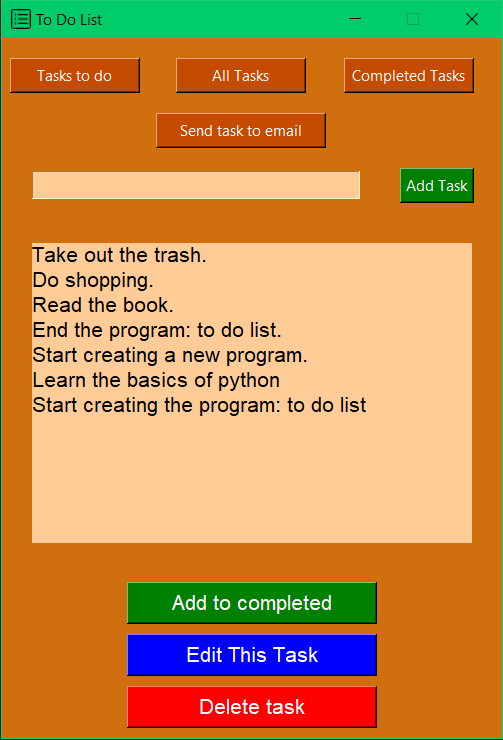 To Do List
Tasks to do
All Tasks
Completed Tasks
Send task to email
Add Task
Take out the trash.
Do shopping.
Read the book.
End the program: to do list.
Start creating a new program.
Learn the basics of python
Start creating the program: to do list
Add to completed
Edit This Task
Delete task